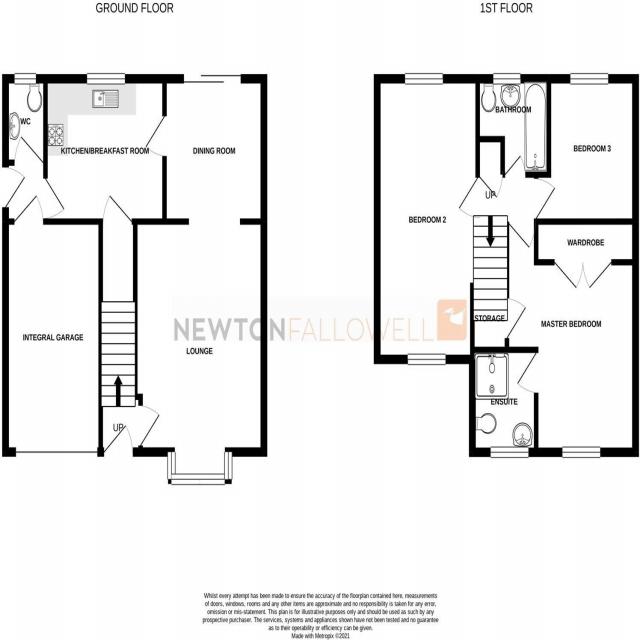 GROUND FLOOR
1ST FLOOR
WC
KITCHEN/BREAKFAST ROOM
DINING ROOM
INTEGRAL GARAGE
LOUNGE
UP
BATHROOM
BEDROOM 3
UP
BEDROOM 2
WARDROBE
STORAGE
MASTER BEDROOM
ENSUITE
NEWTONFALLOWELL
Whilst every attempt has been made to ensure the accuracy of the floorplan contained here, measurements
of doors, windows, rooms and any other items are approximate and no responsibility is taken for any error,
omission or mis-statement. This plan is for illustrative purposes only and should be used as such by any
prospective purchaser. The services, systems and appliances shown have not been tested and no guarantee
as to their operability or efficiency can be given.
Made with Metropix ©2021